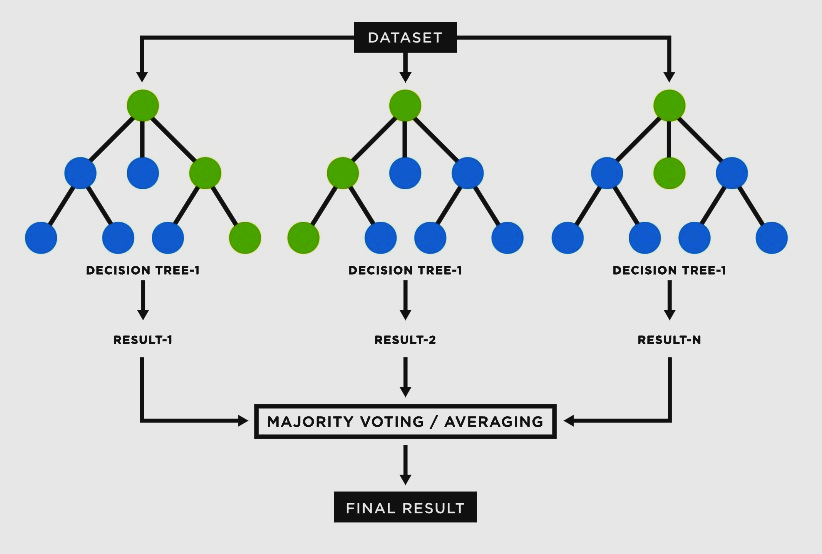 DATASET
DECISION TREE-1
DECISION TREE-1
DECISION TREE-1
RESULT-1
RESULT-2
RESULT-N
MAJORITY VOTING / AVERAGING
FINAL RESULT